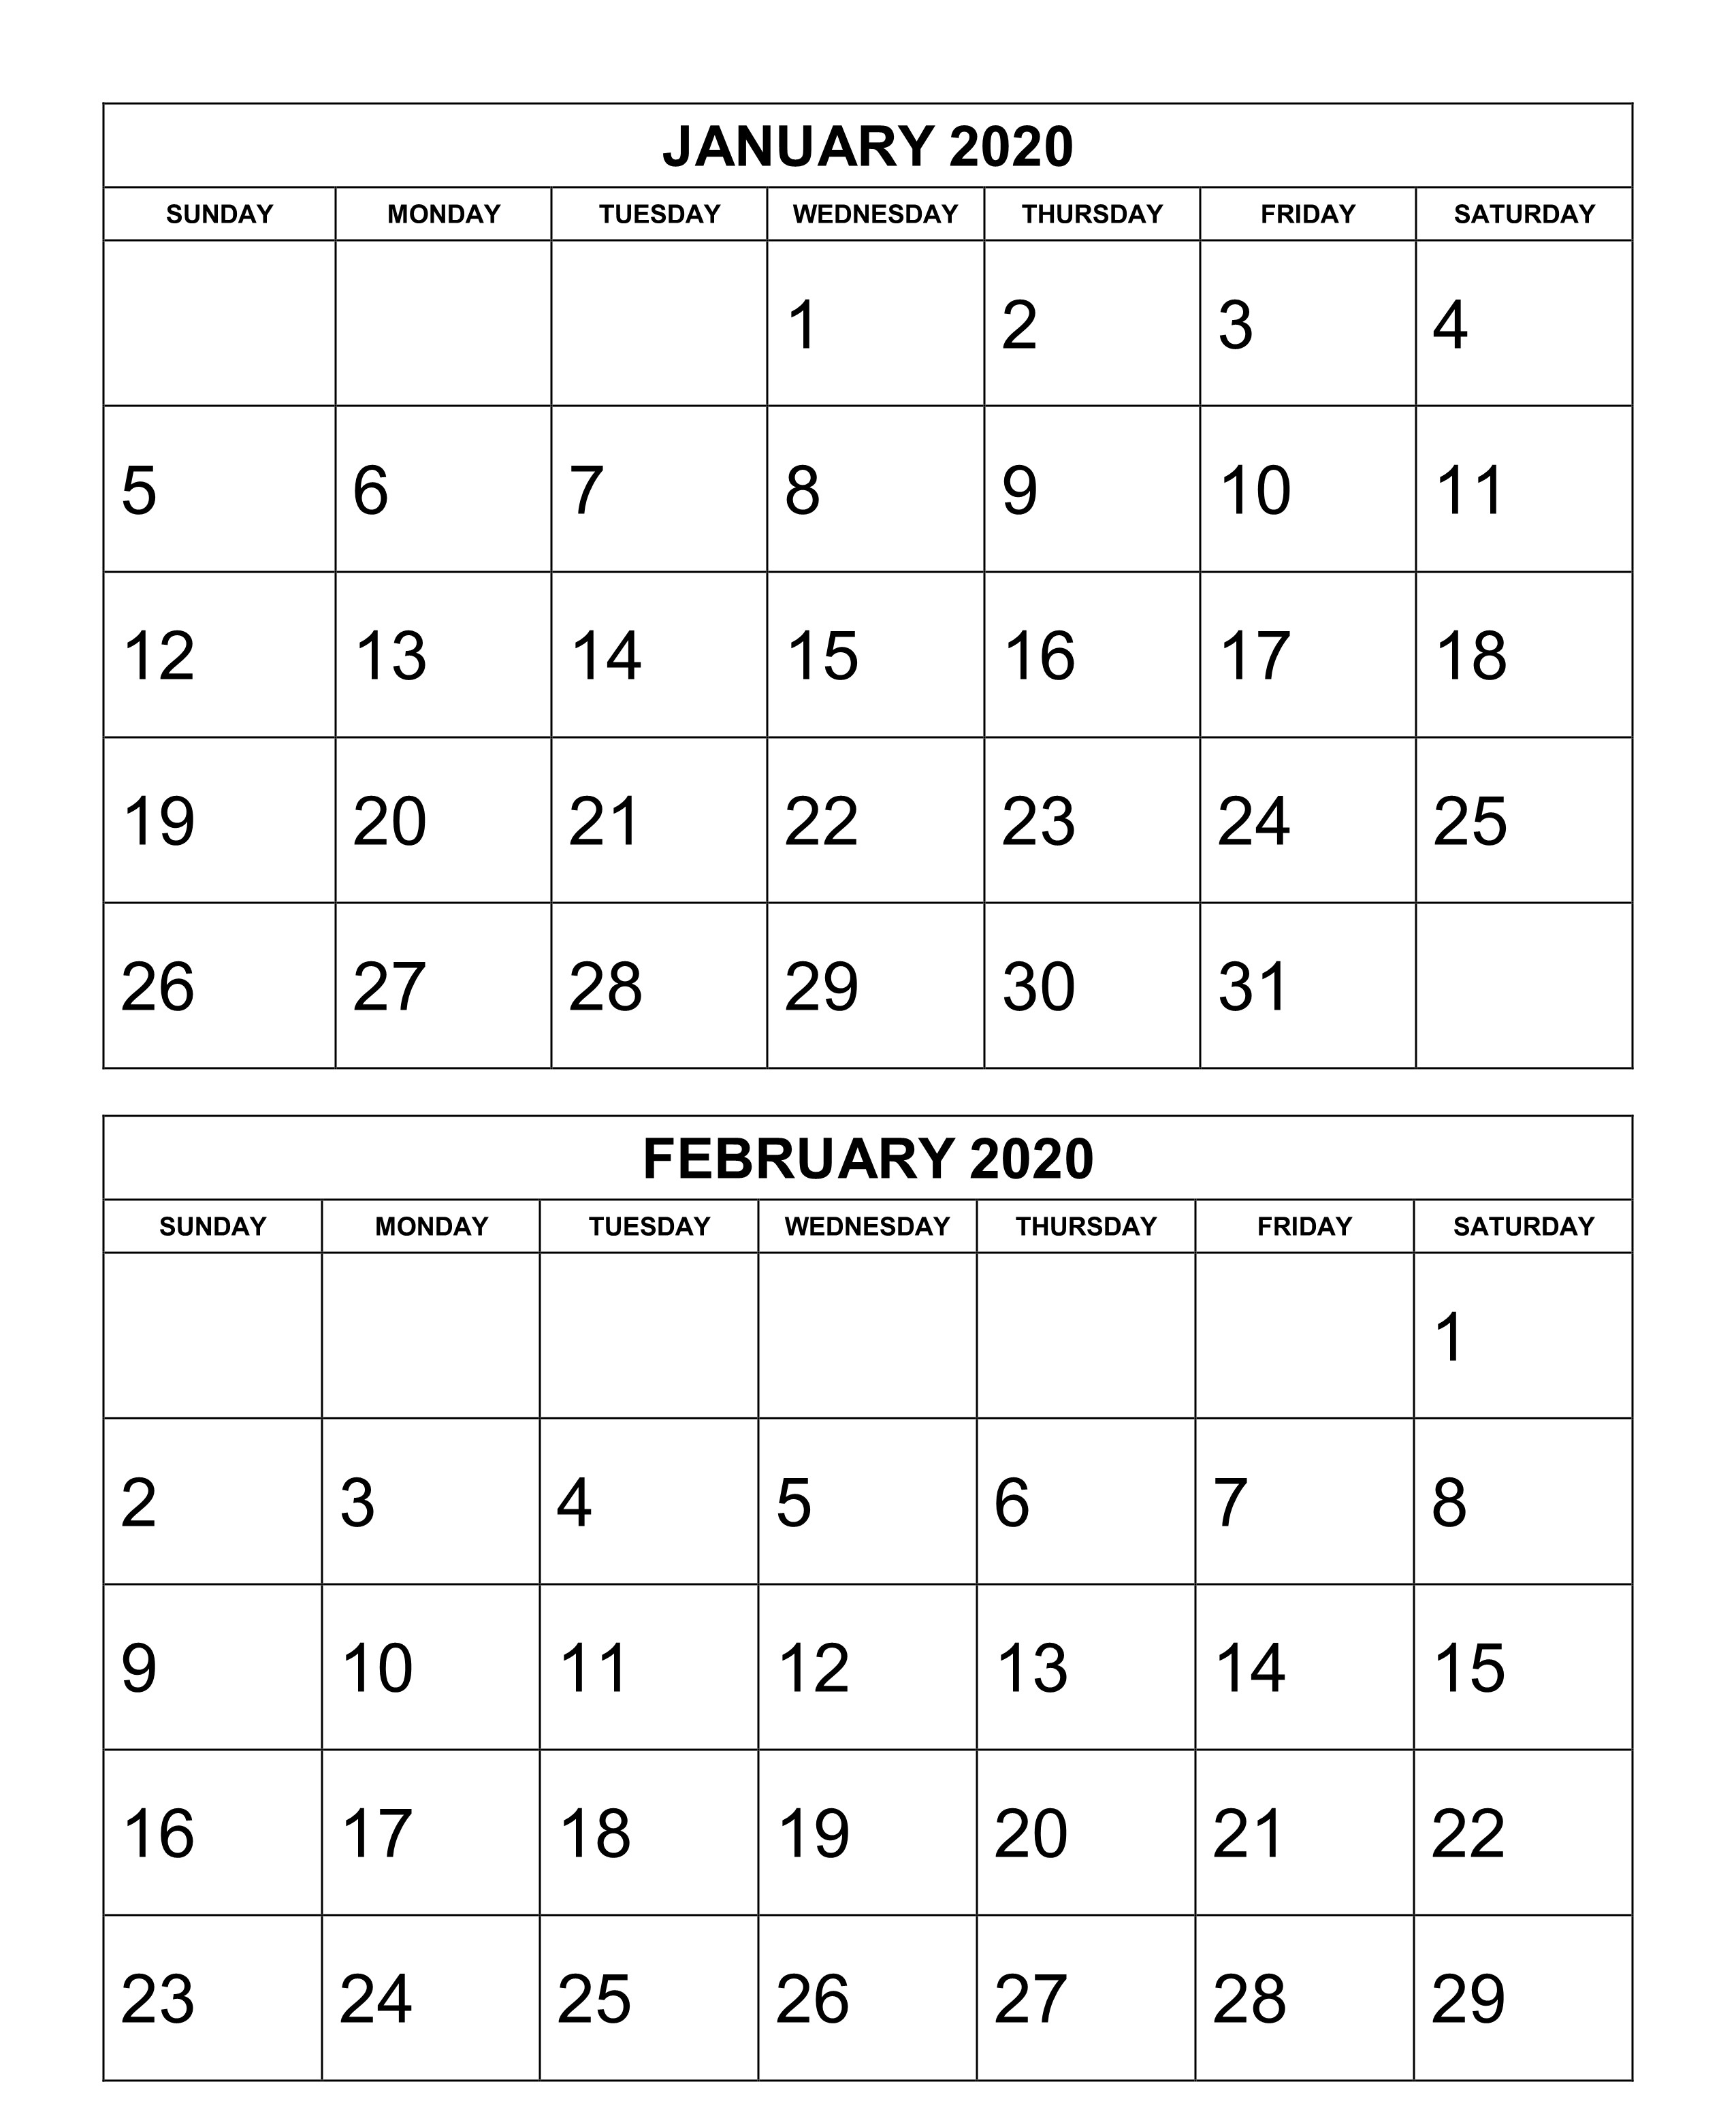 JANUARY 2020
SUNDAY MONDAY TUESDAY WEDNESDAY THURSDAY FRIDAY SATURDAY
1 2 3 4
5 6 7 8 9 10 11
12 13 14 15 16 17 18
19 20 21 22 23 24 25
26 27 28 29 30 31
FEBRUARY 2020
SUNDAY MONDAY TUESDAY WEDNESDAY THURSDAY FRIDAY SATURDAY
1
2 3 4 5 6 7 8
9 10 11 12 13 14 15
16 17 18 19 20 21 22
23 24 25 26 27 28 29